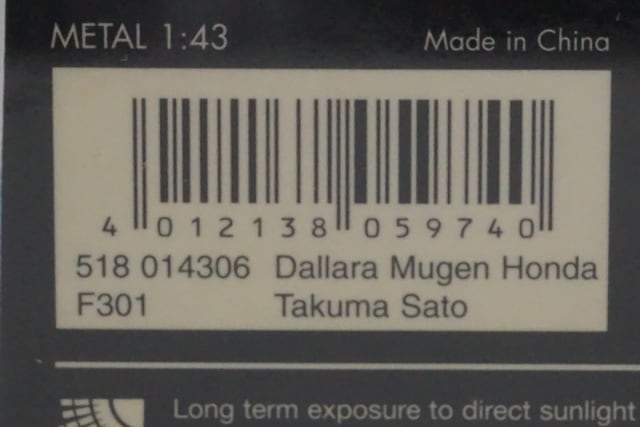 METAL 1:43 Made in China
4 012138 059740
518 014306 Dallara Mugen Honda
F301 Takuma Sato
Long term exposure to direct sunlight